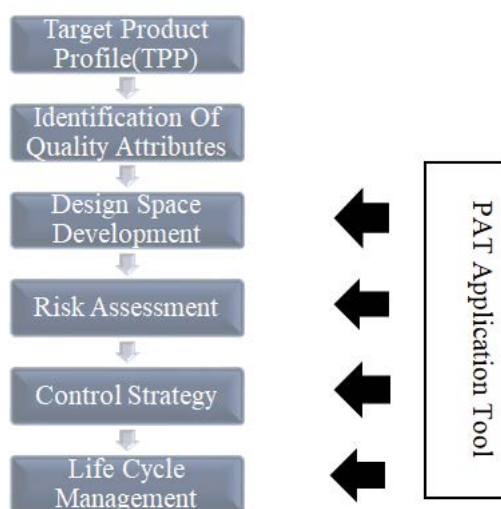 Target Product
Profile(TPP)
Identification Of
Quality Attributes
Design Space
Development
Risk Assessment
Control Strategy
Life Cycle
Management
PAT Application Tool